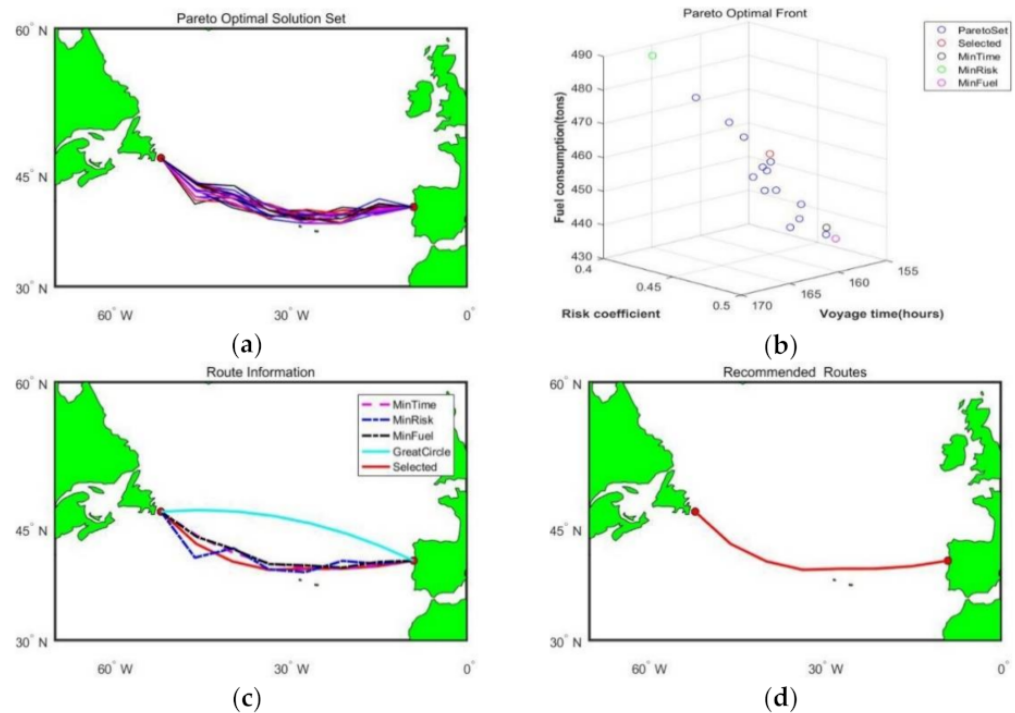 Pareto Optimal Solution Set
60° N
45° N
30° N
60° W
30° W
0°
(a)
Pareto Optimal Front
ParetoSet
Selected
MinTime
MinRisk
MinFuel
490
480
470
460
450
440
430
Fuel consumption(tons)
0.4
0.45
0.5
170
165
160
155
Risk coefficient
Voyage time(hours)
(b)
Route Information
MinTime
MinRisk
MinFuel
GreatCircle
Selected
60° N
45° N
30° N
60° W
30° W
0°
(c)
Recommended Routes
60° N
45° N
30° N
60° W
30° W
0°
(d)